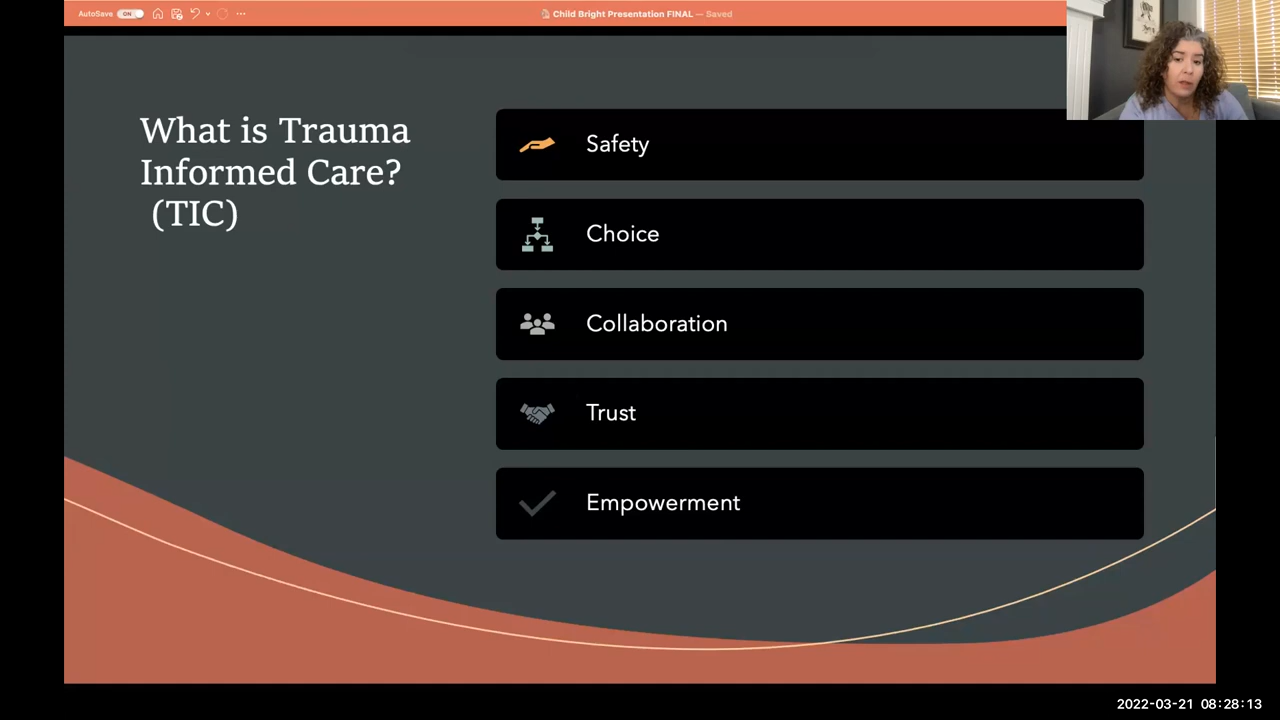 AutoSave ON
Child Bright Presentation FINAL — Saved
What is Trauma
Informed Care?
(TIC)
Safety
Choice
Collaboration
Trust
Empowerment
2022-03-21 08:28:13